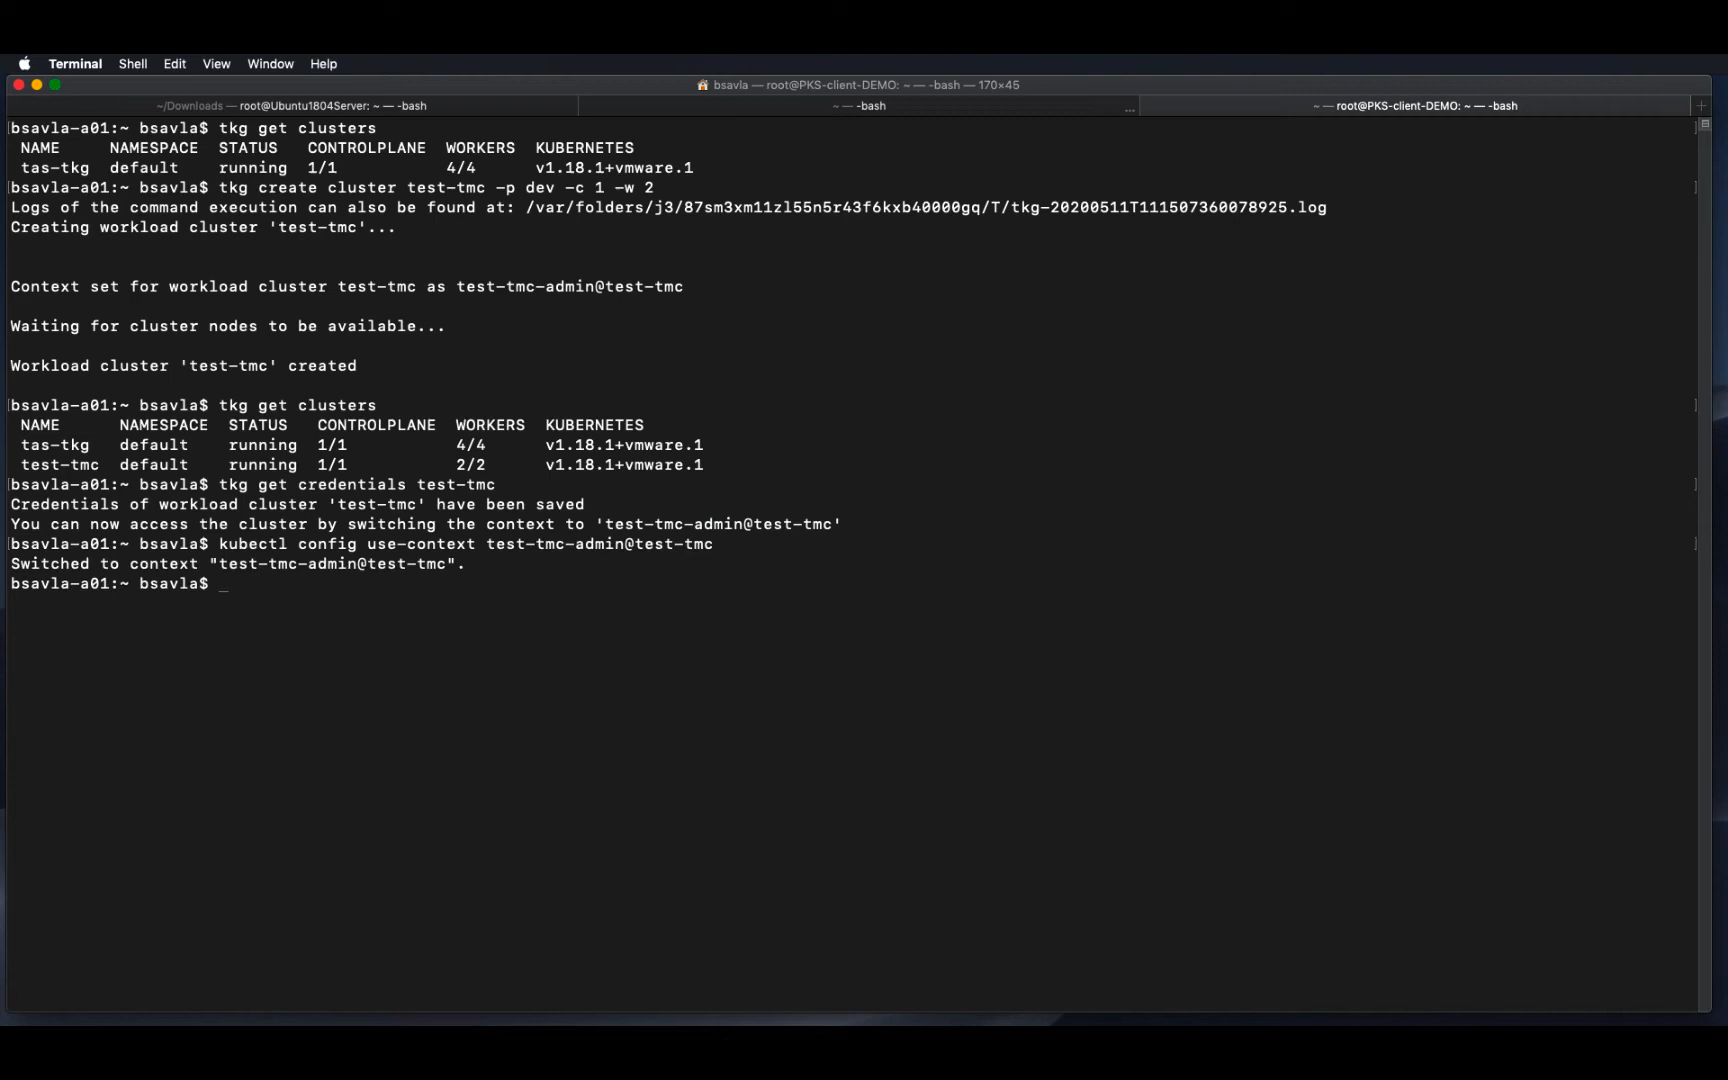 Terminal Shell Edit View Window Help
bsavla — root@PKS-client-DEMO: ~ — -bash — 170×45
~/Downloads — root@Ubuntu1804Server: ~ — -bash ~ — -bash ... ~ — root@PKS-client-DEMO: ~ — -bash +
[bsavla-a01:~ bsavla$ tkg get clusters ]
NAME NAMESPACE STATUS CONTROLPLANE WORKERS KUBERNETES
tas-tkg default running 1/1 4/4 v1.18.1+vmware.1
[bsavla-a01:~ bsavla$ tkg create cluster test-tmc -p dev -c 1 -w 2 ]
Logs of the command execution can also be found at: /var/folders/j3/87sm3xm11zl55n5r43f6kxb40000gq/T/tkg-20200511T111507360078925.log
Creating workload cluster 'test-tmc'...
Context set for workload cluster test-tmc as test-tmc-admin@test-tmc
Waiting for cluster nodes to be available...
Workload cluster 'test-tmc' created
[bsavla-a01:~ bsavla$ tkg get clusters ]
NAME NAMESPACE STATUS CONTROLPLANE WORKERS KUBERNETES
tas-tkg default running 1/1 4/4 v1.18.1+vmware.1
test-tmc default running 1/1 2/2 v1.18.1+vmware.1
[bsavla-a01:~ bsavla$ tkg get credentials test-tmc ]
Credentials of workload cluster 'test-tmc' have been saved
You can now access the cluster by switching the context to 'test-tmc-admin@test-tmc'
[bsavla-a01:~ bsavla$ kubectl config use-context test-tmc-admin@test-tmc ]
Switched to context "test-tmc-admin@test-tmc".
bsavla-a01:~ bsavla$ _